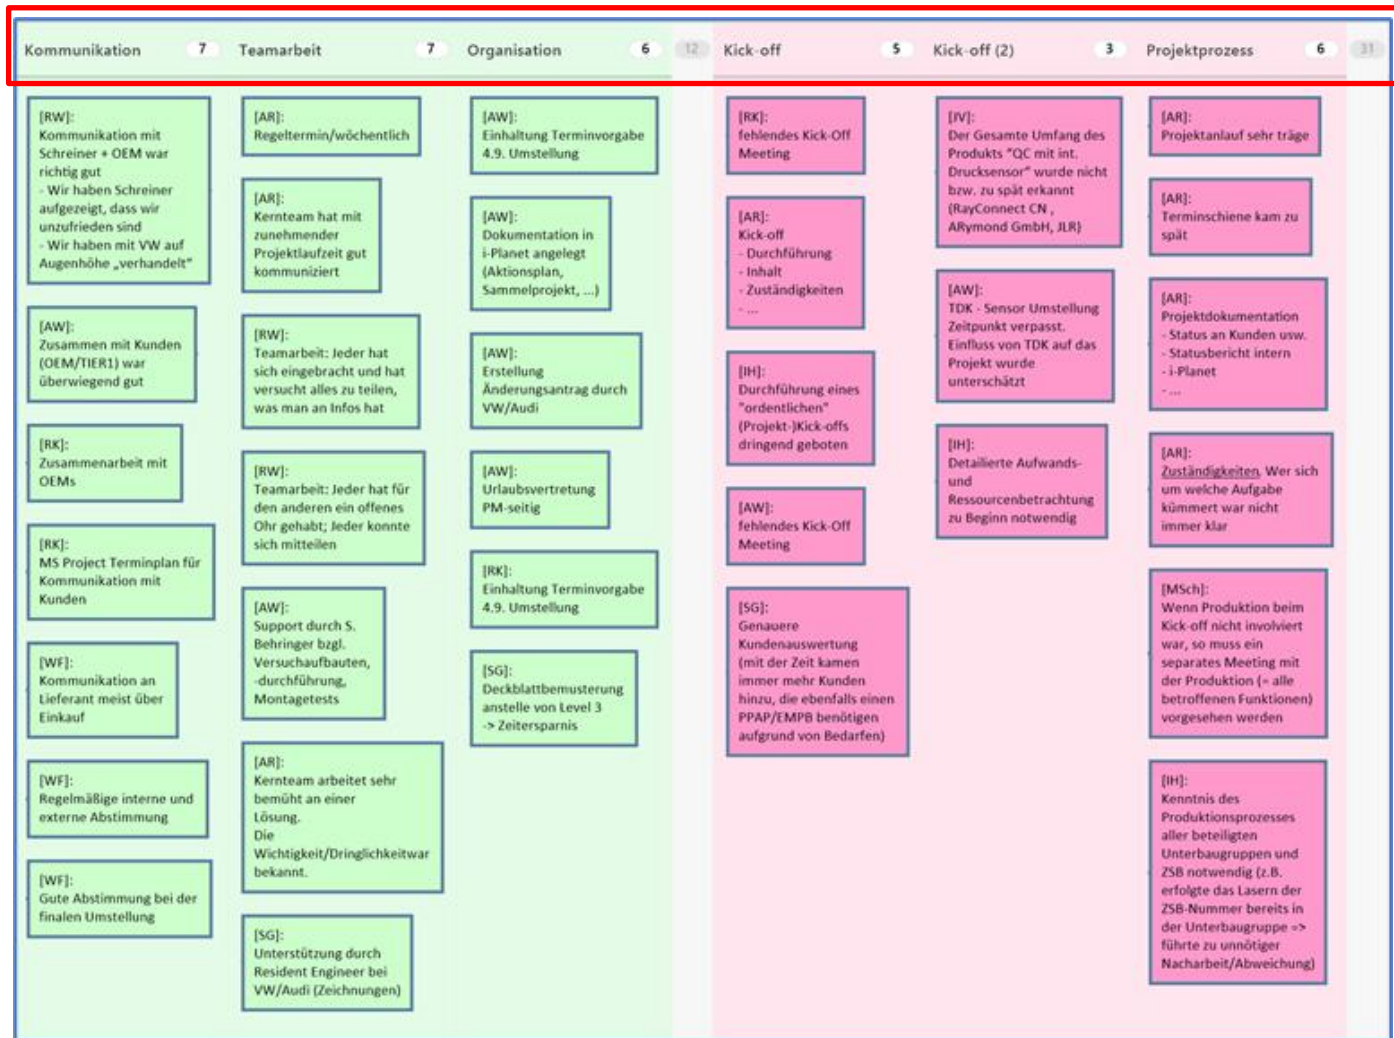 Kommunikation 7 Teamarbeit 7 Organisation 6 12 Kick-off 5 Kick-off (2) 3 Projektprozess 6 31
[RW]:
Kommunikation mit
Schreiner + OEM war
richtig gut
- Wir haben Schreiner
aufgezeigt, dass wir
unzufrieden sind
- Wir haben mit VW auf
Augenhöhe „verhandelt“
[AW]:
Zusammen mit Kunden
(OEM/TIER1) war
überwiegend gut
[RK]:
Zusammenarbeit mit
OEMs
[RK]:
MS Project Terminplan für
Kommunikation mit
Kunden
[WF]:
Kommunikation an
Lieferant meist über
Einkauf
[WF]:
Regelmäßige interne und
externe Abstimmung
[WF]:
Gute Abstimmung bei der
finalen Umstellung
[AR]:
Regeltermin/wöchentlich
[AR]:
Kernteam hat mit
zunehmender
Projektlaufzeit gut
kommuniziert
[RW]:
Teamarbeit: Jeder hat
sich eingebracht und hat
versucht alles zu teilen,
was man an Infos hat
[RW]:
Teamarbeit: Jeder hat für
den anderen ein offenes
Ohr gehabt; Jeder konnte
sich mitteilen
[AW]:
Support durch S.
Behringer bzgl.
Versuchaufbauten,
-durchführung,
Montagetests
[AR]:
Kernteam arbeitet sehr
bemüht an einer
Lösung.
Die
Wichtigkeit/Dringlichkeitwar
bekannt.
[SG]:
Unterstützung durch
Resident Engineer bei
VW/Audi (Zeichnungen)
[AW]:
Einhaltung Terminvorgabe
4.9. Umstellung
[AW]:
Dokumentation in
i-Planet angelegt
(Aktionsplan,
Sammelprojekt, ...)
[AW]:
Erstellung
Änderungsantrag durch
VW/Audi
[AW]:
Urlaubsvertretung
PM-seitig
[RK]:
Einhaltung Terminvorgabe
4.9. Umstellung
[SG]:
Deckblattbemusterung
anstelle von Level 3
-> Zeitersparnis
[RK]:
fehlendes Kick-Off
Meeting
[AR]:
Kick-off
- Durchführung
- Inhalt
- Zuständigkeiten
- ...
[IH]:
Durchführung eines
"ordentlichen"
(Projekt-)Kick-offs
dringend geboten
[AW]:
fehlendes Kick-Off
Meeting
[SG]:
Genauere
Kundenauswertung
(mit der Zeit kamen
immer mehr Kunden
hinzu, die ebenfalls einen
PPAP/EMPB benötigen
aufgrund von Bedarfen)
[JV]:
Der Gesamte Umfang des
Produkts "QC mit int.
Drucksensor" wurde nicht
bzw. zu spät erkannt
(RayConnect CN ,
ARymond GmbH, JLR)
[AW]:
TDK - Sensor Umstellung
Zeitpunkt verpasst.
Einfluss von TDK auf das
Projekt wurde
unterschätzt
[IH]:
Detailierte Aufwands-
und
Ressourcenbetrachtung
zu Beginn notwendig
[AR]:
Projektanlauf sehr träge
[AR]:
Terminschiene kam zu
spät
[AR]:
Projektdokumentation
- Status an Kunden usw.
- Statusbericht intern
- i-Planet
- ...
[AR]:
Zuständigkeiten. Wer sich
um welche Aufgabe
kümmert war nicht
immer klar
[MSch]:
Wenn Produktion beim
Kick-off nicht involviert
war, so muss ein
separates Meeting mit
der Produktion (= alle
betroffenen Funktionen)
vorgesehen werden
[IH]:
Kenntnis des
Produktionsprozesses
aller beteiligten
Unterbaugruppen und
ZSB notwendig (z.B.
erfolgte das Lasern der
ZSB-Nummer bereits in
der Unterbaugruppe =>
führte zu unnötiger
Nacharbeit/Abweichung)